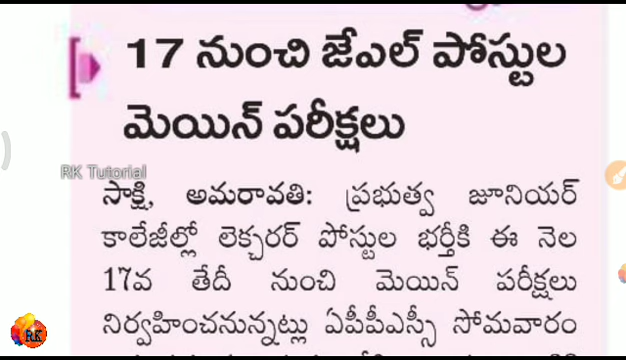 17 నుంచి జేఎల్ పోస్టుల
మెయిన్ పరీక్షలు
RK Tutorial
సాక్షి, అమరావతి: ప్రభుత్వ జూనియర్
కాలేజీల్లో లెక్చరర్ పోస్టుల భర్తీకి ఈ నెల
17వ తేదీ నుంచి మెయిన్ పరీక్షలు
నిర్వహించనున్నట్లు ఏపీపీఎస్సీ సోమవారం
RK